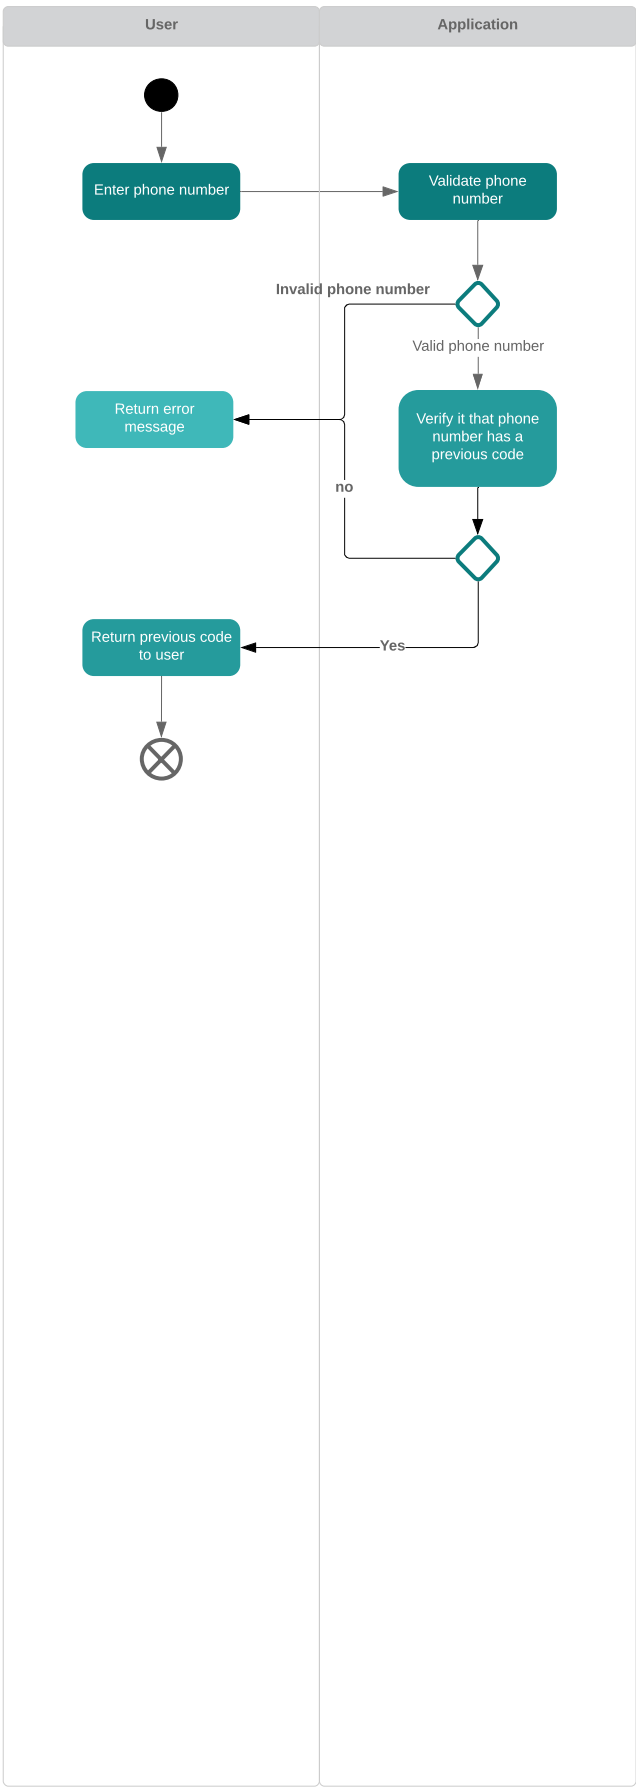 User
Application
Enter phone number
Validate phone
number
Invalid phone number
Valid phone number
Return error
message
Verify it that phone
number has a
previous code
no
Return previous code
to user
Yes